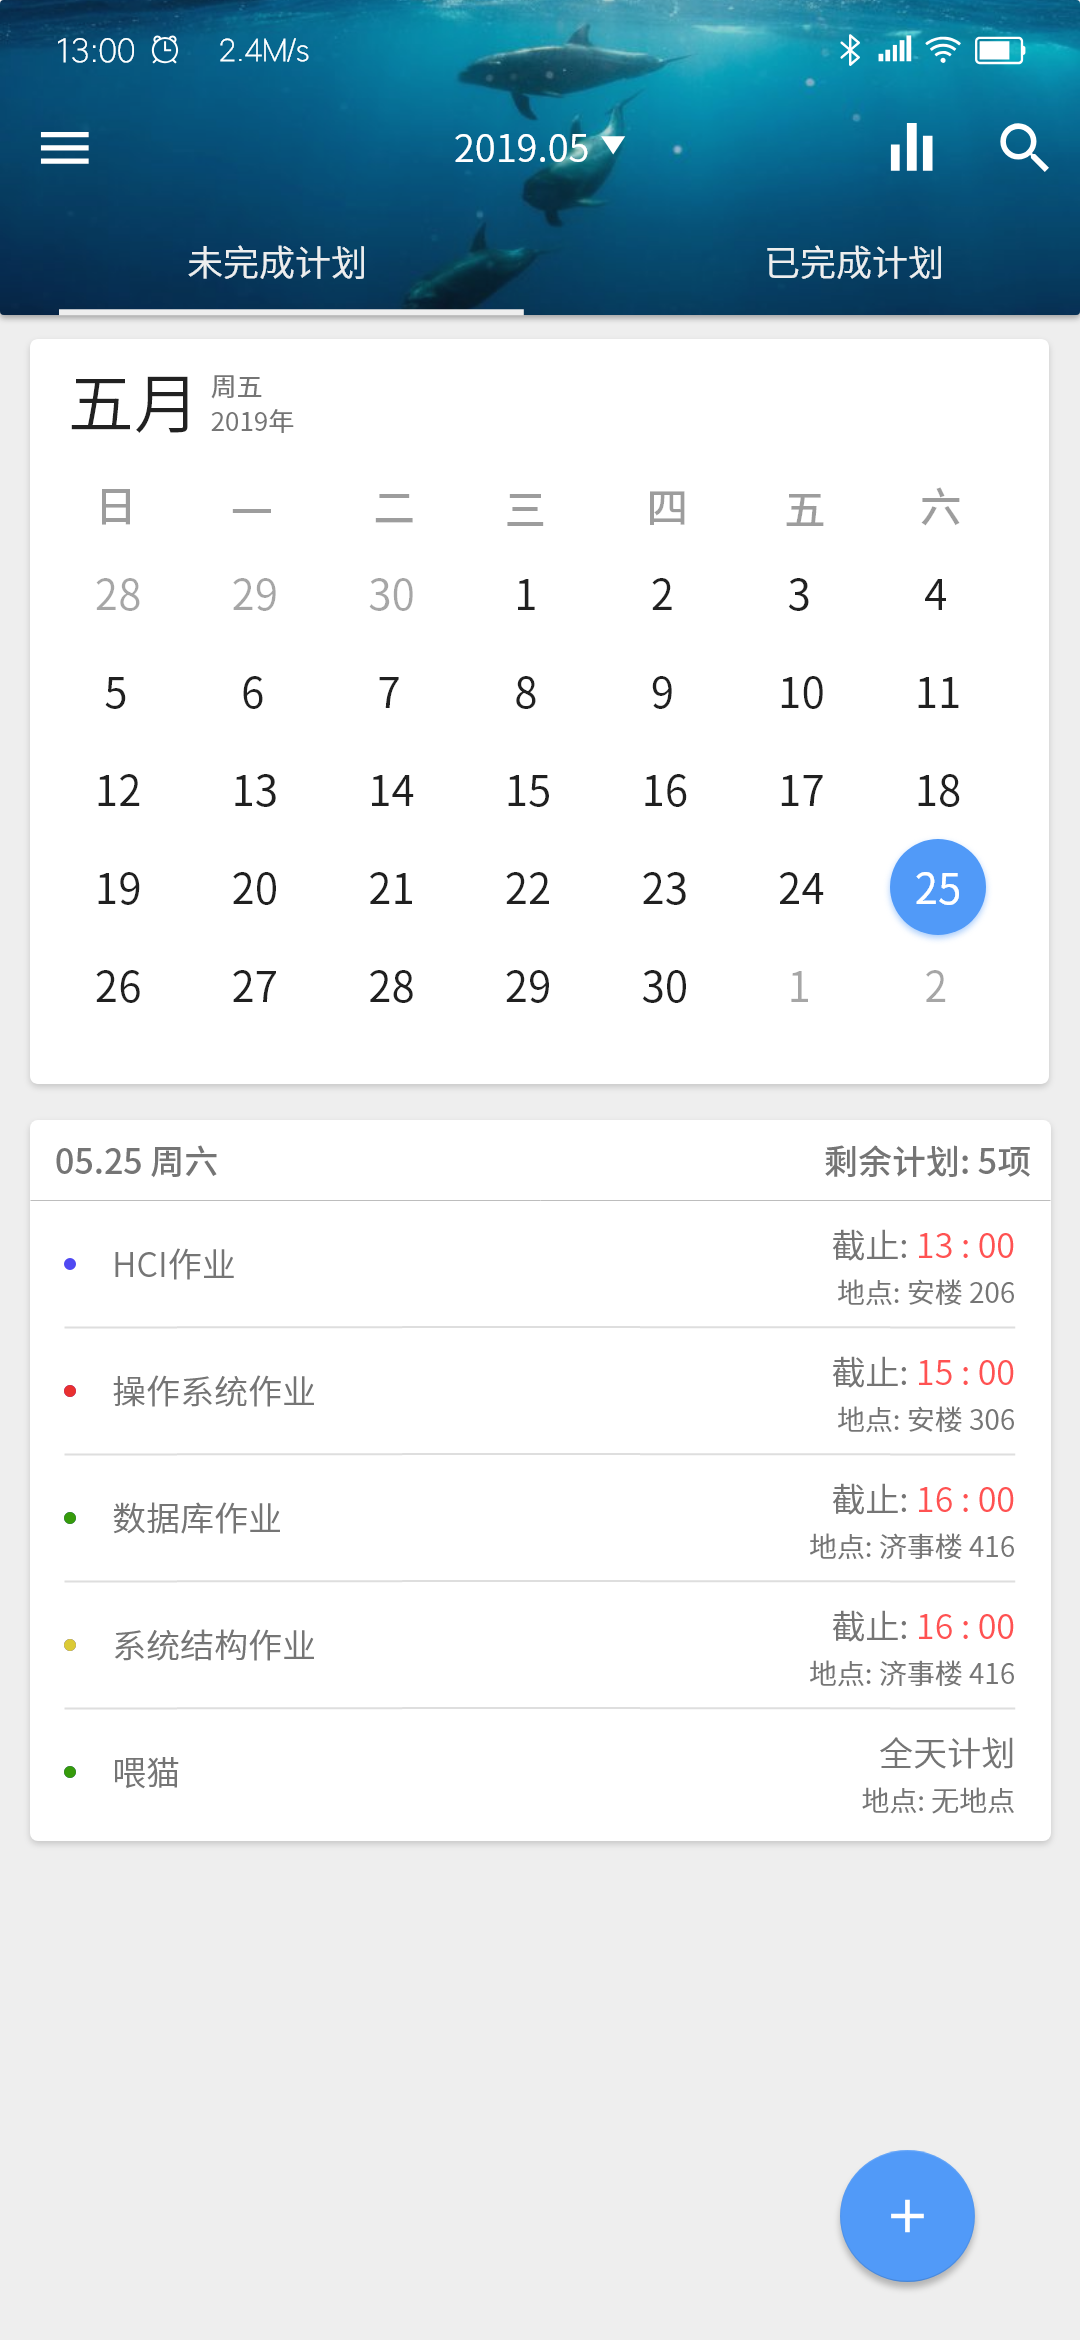 13:00 2.4M/s
2019.05
未完成计划 已完成计划
五月 周五
2019年
日 一 二 三 四 五 六
28 29 30 1 2 3 4
5 6 7 8 9 10 11
12 13 14 15 16 17 18
19 20 21 22 23 24 25
26 27 28 29 30 1 2
05.25 周六 剩余计划: 5项
HCI作业 截止: 13 : 00
地点: 安楼 206
操作系统作业 截止: 15 : 00
地点: 安楼 306
数据库作业 截止: 16 : 00
地点: 济事楼 416
系统结构作业 截止: 16 : 00
地点: 济事楼 416
喂猫 全天计划
地点: 无地点